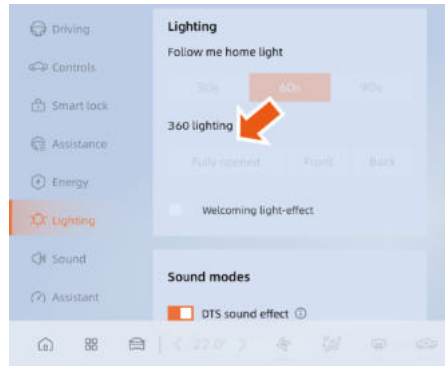 Driving
Controls
Smart lock
Assistance
Energy
Lighting
Sound
Assistant
Lighting
Follow me home light
30s 60s 90s
360 lighting
Fully opened Front Back
Welcoming light-effect
Sound modes
DTS sound effect
< 22.0° >